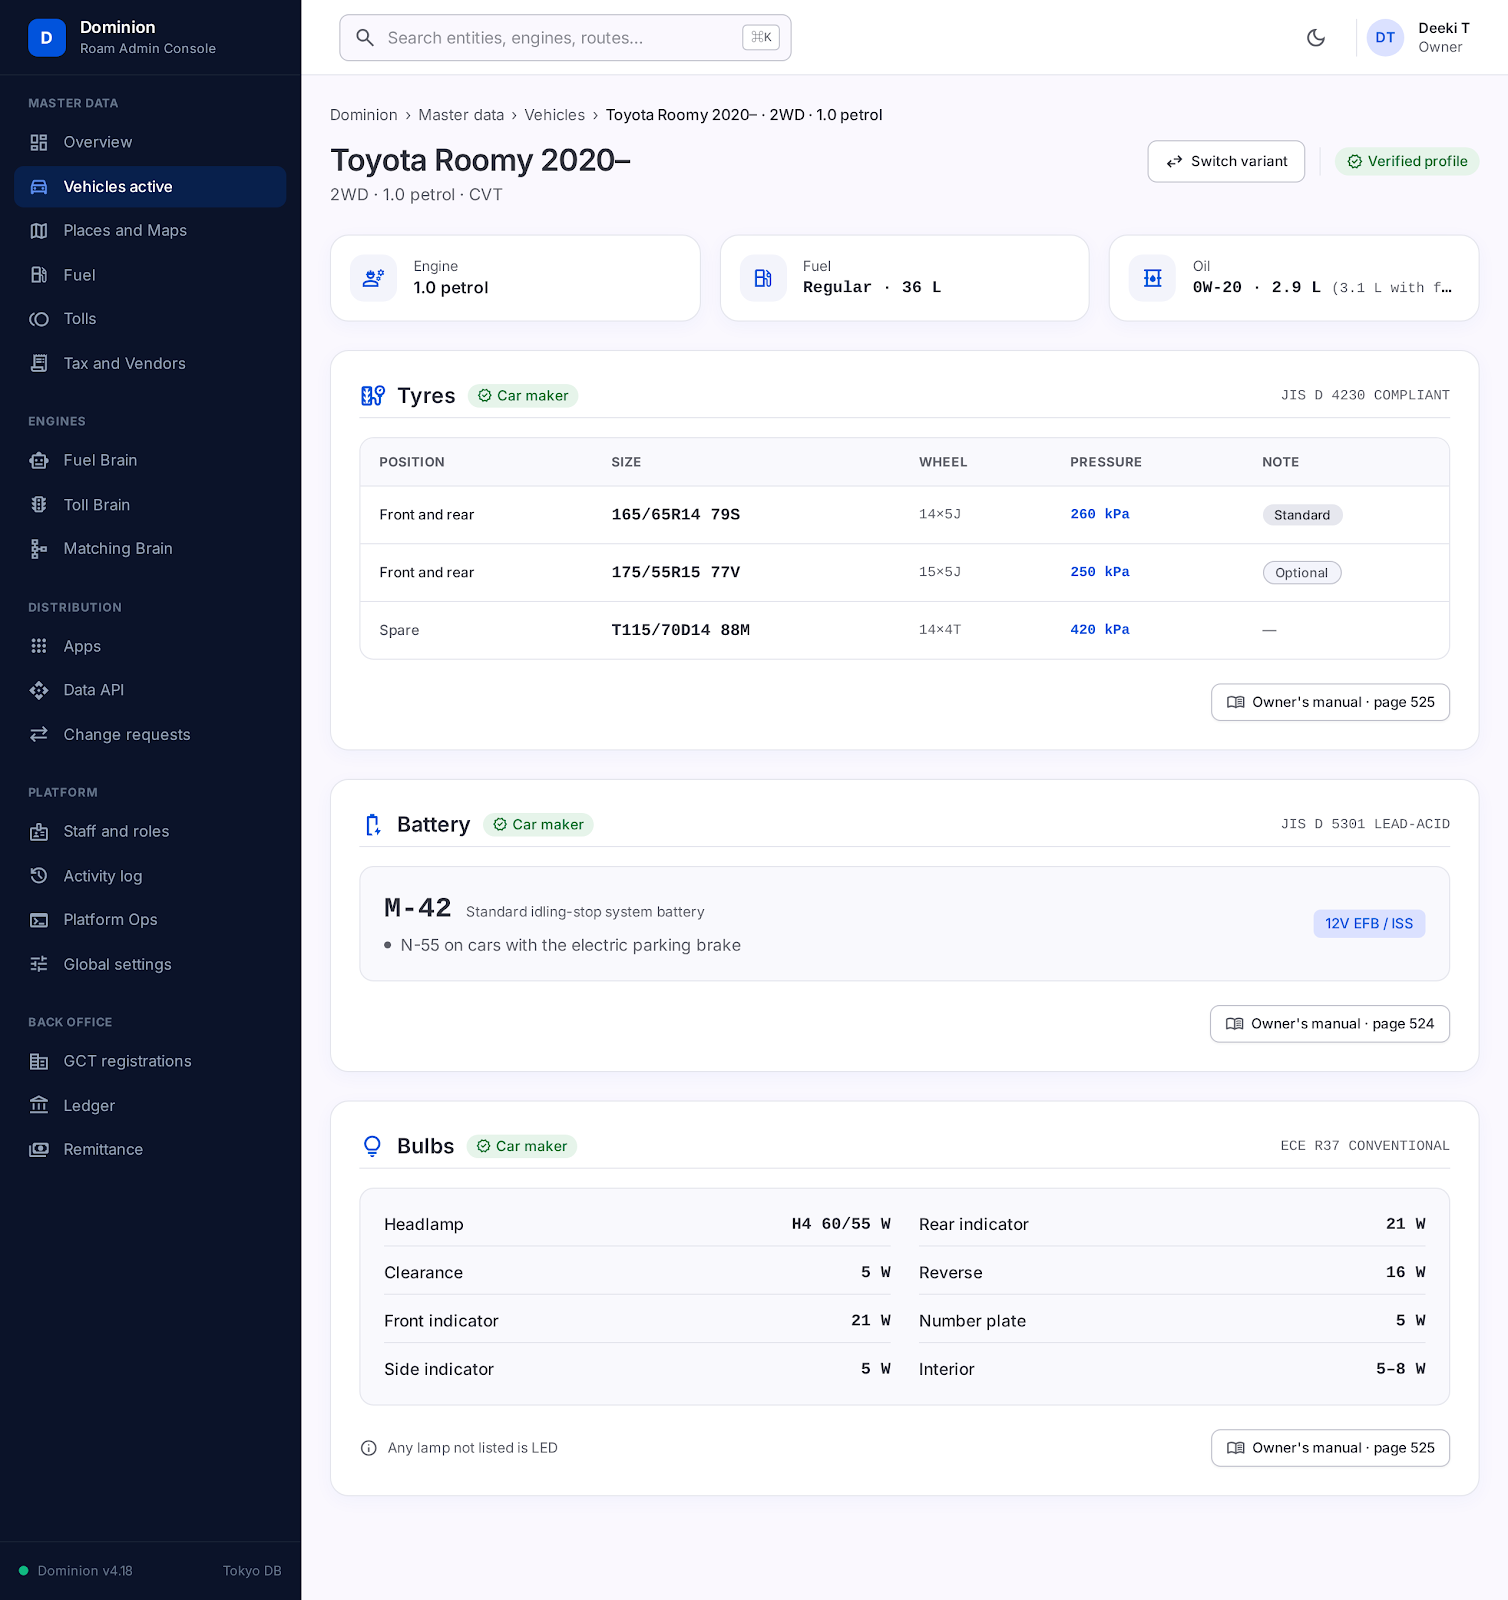 D
Dominion
Roam Admin Console
Search entities, engines, routes...
⌘K
DT
Deeki T
Owner
MASTER DATA
Overview
Vehicles active
Places and Maps
Fuel
Tolls
Tax and Vendors
ENGINES
Fuel Brain
Toll Brain
Matching Brain
DISTRIBUTION
Apps
Data API
Change requests
PLATFORM
Staff and roles
Activity log
Platform Ops
Global settings
BACK OFFICE
GCT registrations
Ledger
Remittance
Dominion v4.18
Tokyo DB
Dominion › Master data › Vehicles › Toyota Roomy 2020– · 2WD · 1.0 petrol
Toyota Roomy 2020–
2WD · 1.0 petrol · CVT
Switch variant
Verified profile
Engine
1.0 petrol
Fuel
Regular · 36 L
Oil
0W-20 · 2.9 L (3.1 L with f…
Tyres
Car maker
JIS D 4230 COMPLIANT
POSITION SIZE WHEEL PRESSURE NOTE
Front and rear 165/65R14 79S 14×5J 260 kPa Standard
Front and rear 175/55R15 77V 15×5J 250 kPa Optional
Spare T115/70D14 88M 14×4T 420 kPa —
Owner's manual · page 525
Battery
Car maker
JIS D 5301 LEAD-ACID
M-42 Standard idling-stop system battery
• N-55 on cars with the electric parking brake
12V EFB / ISS
Owner's manual · page 524
Bulbs
Car maker
ECE R37 CONVENTIONAL
Headlamp H4 60/55 W
Rear indicator 21 W
Clearance 5 W
Reverse 16 W
Front indicator 21 W
Number plate 5 W
Side indicator 5 W
Interior 5–8 W
Any lamp not listed is LED
Owner's manual · page 525